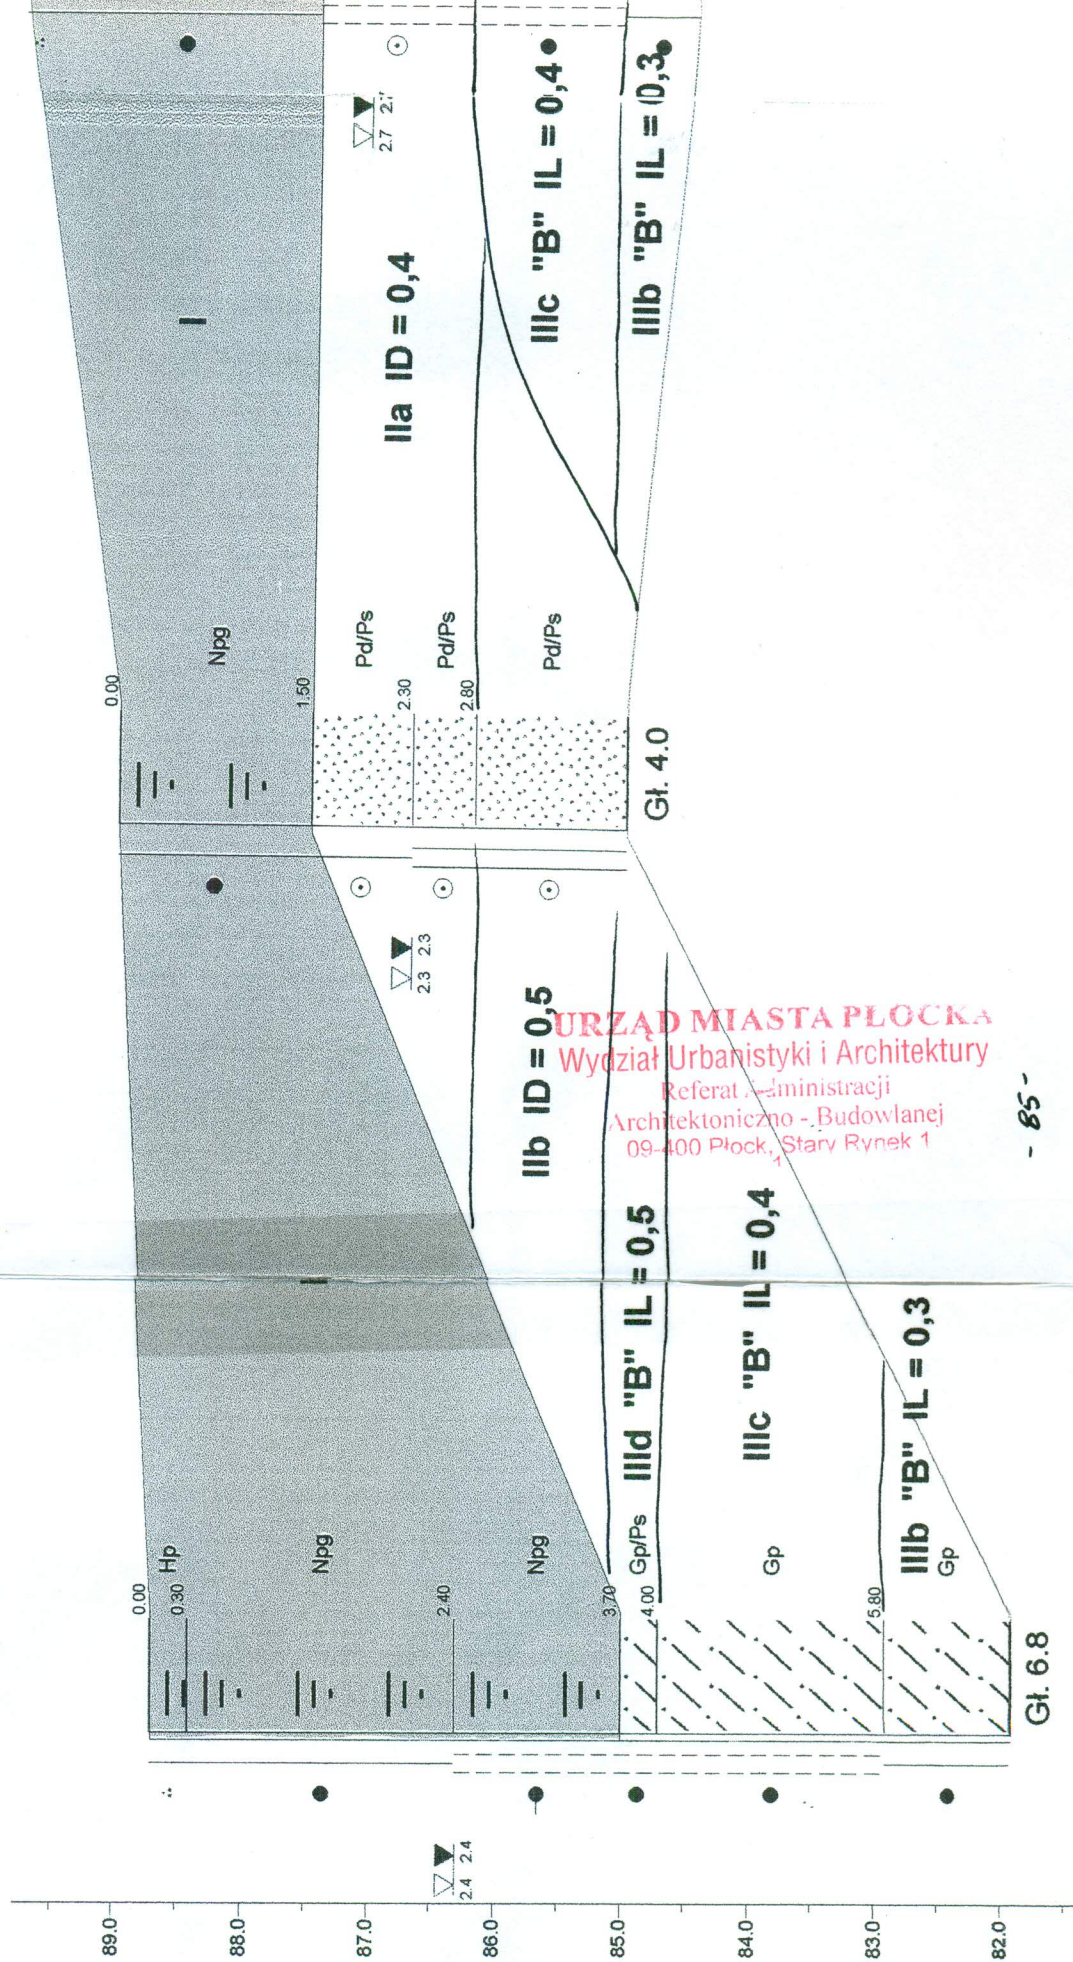 89.0
88.0
87.0
86.0
85.0
84.0
83.0
82.0
2.4 2.4
0.00
0.30
2.40
3.70
4.00
5.80
Hp
Npg
Npg
Gp/Ps
Gp
Gp
Gł. 6.8
I
IIb ID = 0,5
IIId "B" IL = 0,5
IIIc "B" IL = 0,4
IIIb "B" IL = 0,3
2.3 2.3
0.00
1.50
2.30
2.80
Npg
Pd/Ps
Pd/Ps
Pd/Ps
Gł. 4.0
I
IIa ID = 0,4
IIIc "B" IL = 0,4
IIIb "B" IL = 0,3
2.7 2.7
URZĄD MIASTA PŁOCKA
Wydział Urbanistyki i Architektury
Referat Administracji
Architektoniczno - Budowlanej
09-400 Płock, Stary Rynek 1
1
- 85 -